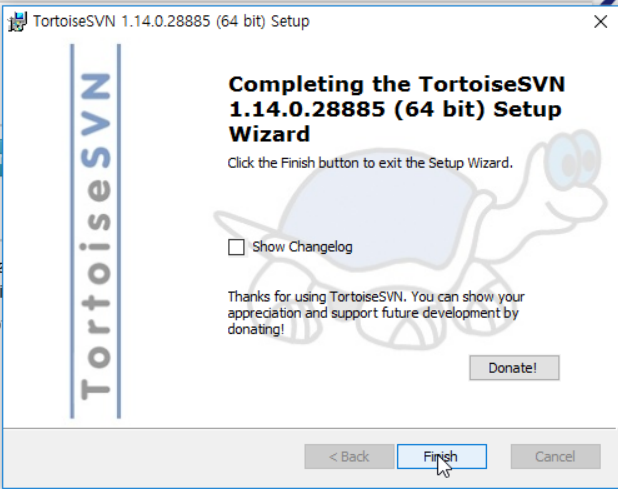 TortoiseSVN 1.14.0.28885 (64 bit) Setup
TortoiseSVN
Completing the TortoiseSVN
1.14.0.28885 (64 bit) Setup
Wizard
Click the Finish button to exit the Setup Wizard.
Show Changelog
Thanks for using TortoiseSVN. You can show your
appreciation and support future development by
donating!
Donate!
< Back
Finish
Cancel